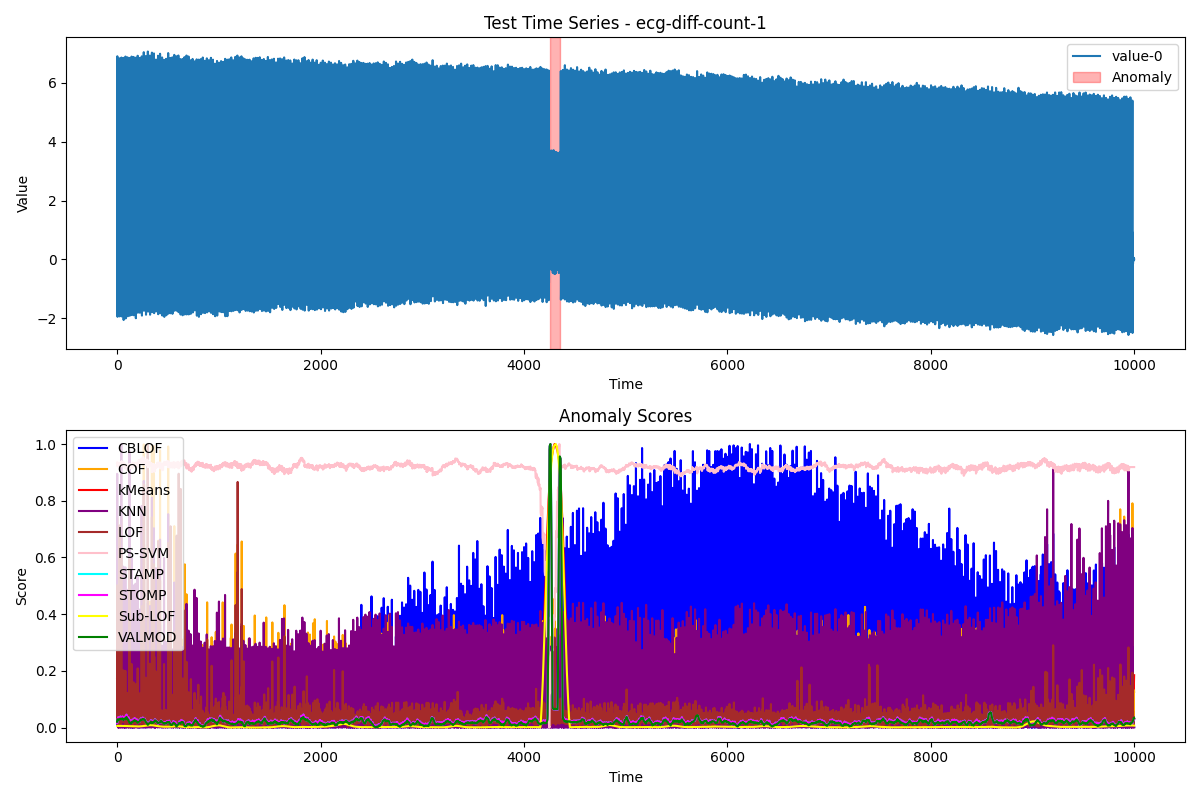 Test Time Series - ecg-diff-count-1
value-0
Anomaly
Value
6
4
2
0
−2
0
2000
4000
6000
8000
10000
Time
Anomaly Scores
CBLOF
COF
kMeans
KNN
LOF
PS-SVM
STAMP
STOMP
Sub-LOF
VALMOD
Score
1.0
0.8
0.6
0.4
0.2
0.0
0
2000
4000
6000
8000
10000
Time